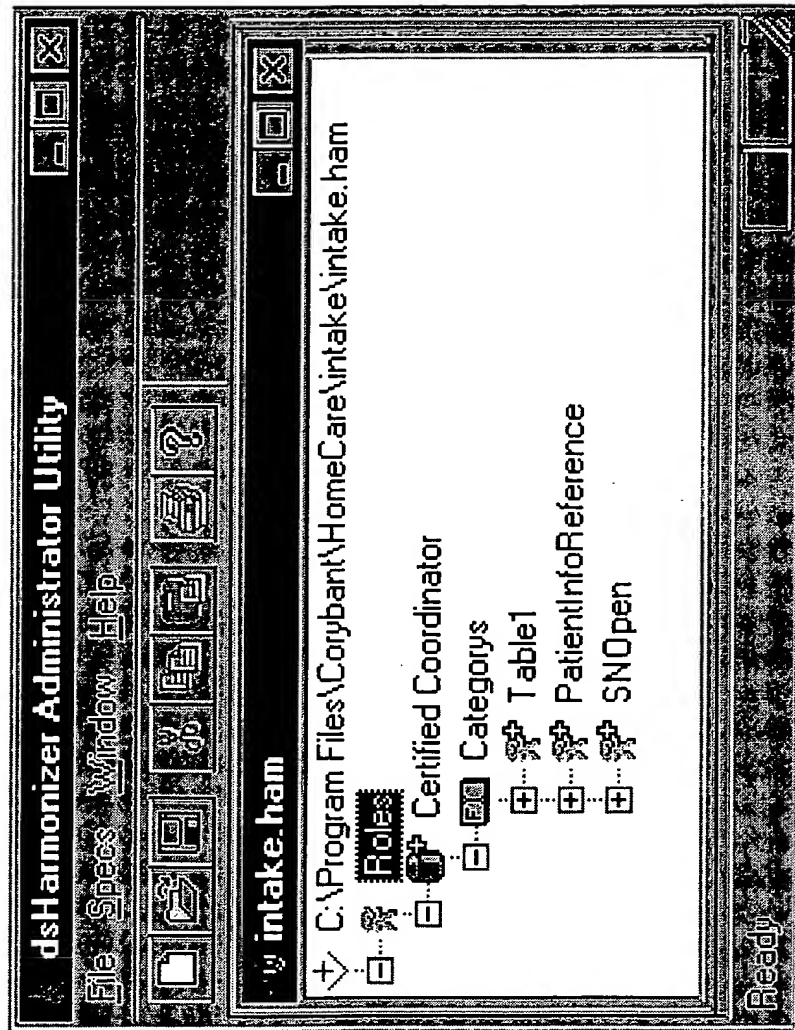 dsHarmonizer Administrator Utility
File Specs Window Help
intake.ham
C:\Program Files\Corybant\HomeCare\intake\intake.ham
Roles
Certified Coordinator
Categorys
Table1
PatientInfoReference
SNOpen
Ready